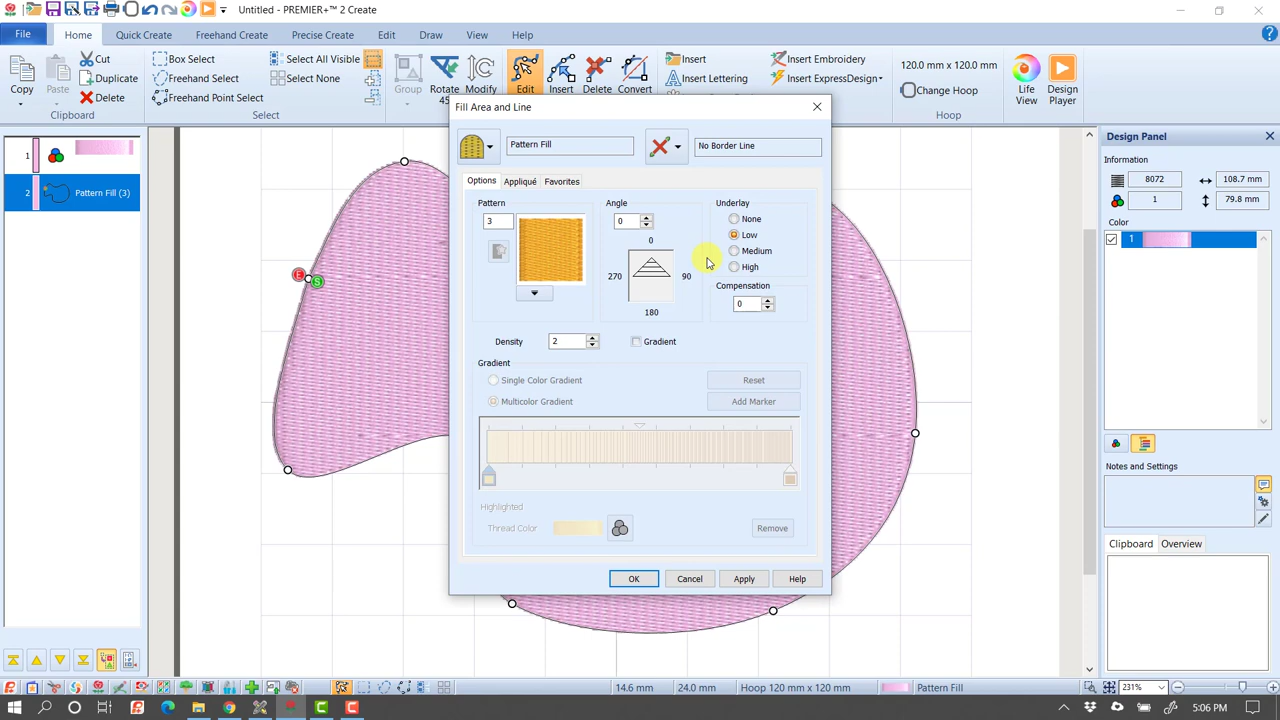 Untitled - PREMIER+™ 2 Create
File
Home
Quick Create
Freehand Create
Precise Create
Edit
Draw
View
Help
Copy
Paste
Cut
Duplicate
Delete
Clipboard
Box Select
Freehand Select
Freehand Point Select
Select All Visible
Select None
Select
Group
Rotate
45
Modify
Edit
Insert
Delete
Convert
Insert
Insert Lettering
Insert Embroidery
Insert ExpressDesign
120.0 mm x 120.0 mm
Change Hoop
Hoop
Life
View
Design
Player
Computer
1
2
Pattern Fill (3)
Fill Area and Line
Pattern Fill
No Border Line
Options
Appliqué
Favorites
Pattern
3
Angle
0
0
270
90
180
Underlay
None
Low
Medium
High
Compensation
0
Density
2
Gradient
Gradient
Single Color Gradient
Reset
Multicolor Gradient
Add Marker
Highlighted
Thread Color
Remove
OK
Cancel
Apply
Help
Design Panel
Information
8072
108.7 mm
1
79.8 mm
Color
1
Notes and Settings
Clipboard
Overview
14.6 mm
24.0 mm
Hoop 120 mm x 120 mm
Pattern Fill
231%
5:06 PM